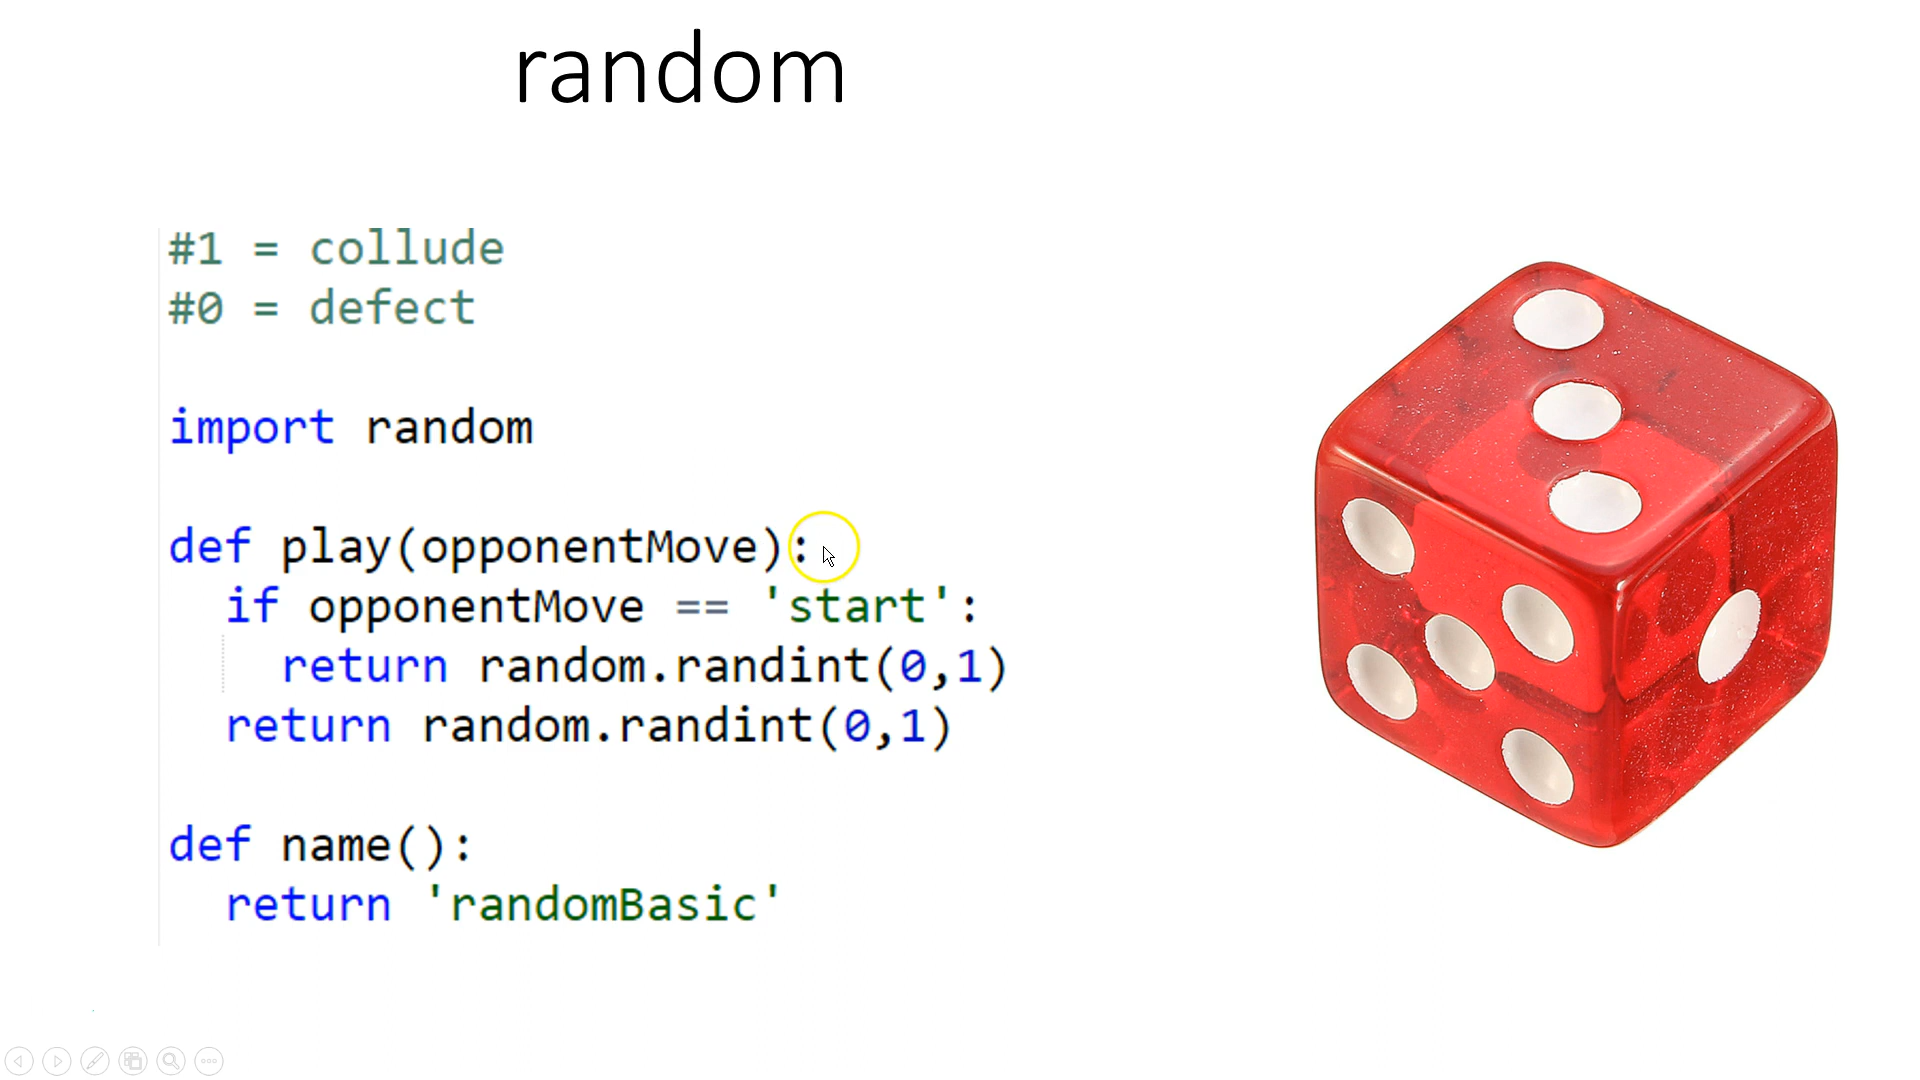 random
#1 = collude
#0 = defect
import random
def play(opponentMove):
if opponentMove == 'start':
return random.randint(0,1)
return random.randint(0,1)
def name():
return 'randomBasic'